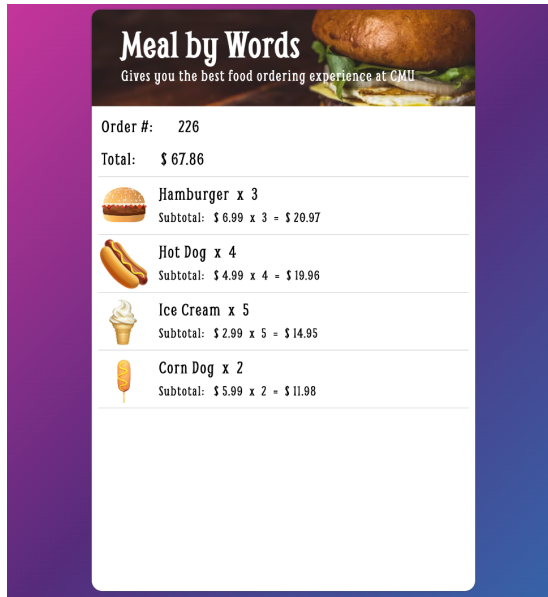 Meal by Words
Gives you the best food ordering experience at CMU
Order #: 226
Total: $ 67.86
Hamburger x 3
Subtotal: $ 6.99 x 3 = $ 20.97
Hot Dog x 4
Subtotal: $ 4.99 x 4 = $ 19.96
Ice Cream x 5
Subtotal: $ 2.99 x 5 = $ 14.95
Corn Dog x 2
Subtotal: $ 5.99 x 2 = $ 11.98